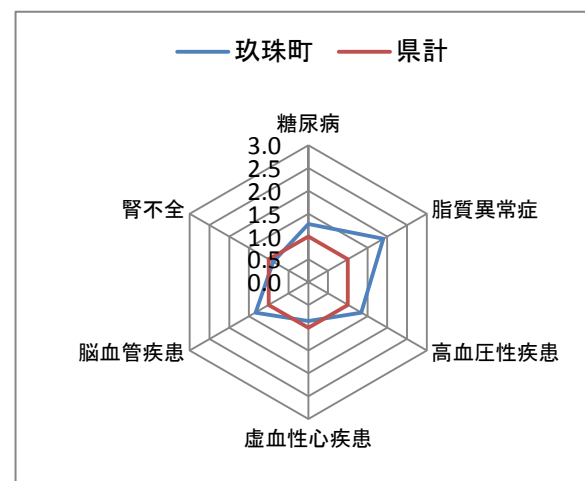 玖珠町 県計
糖尿病
3.0
2.5
2.0
1.5
1.0
0.5
0.0
脂質異常症
高血圧性疾患
虚血性心疾患
脳血管疾患
腎不全